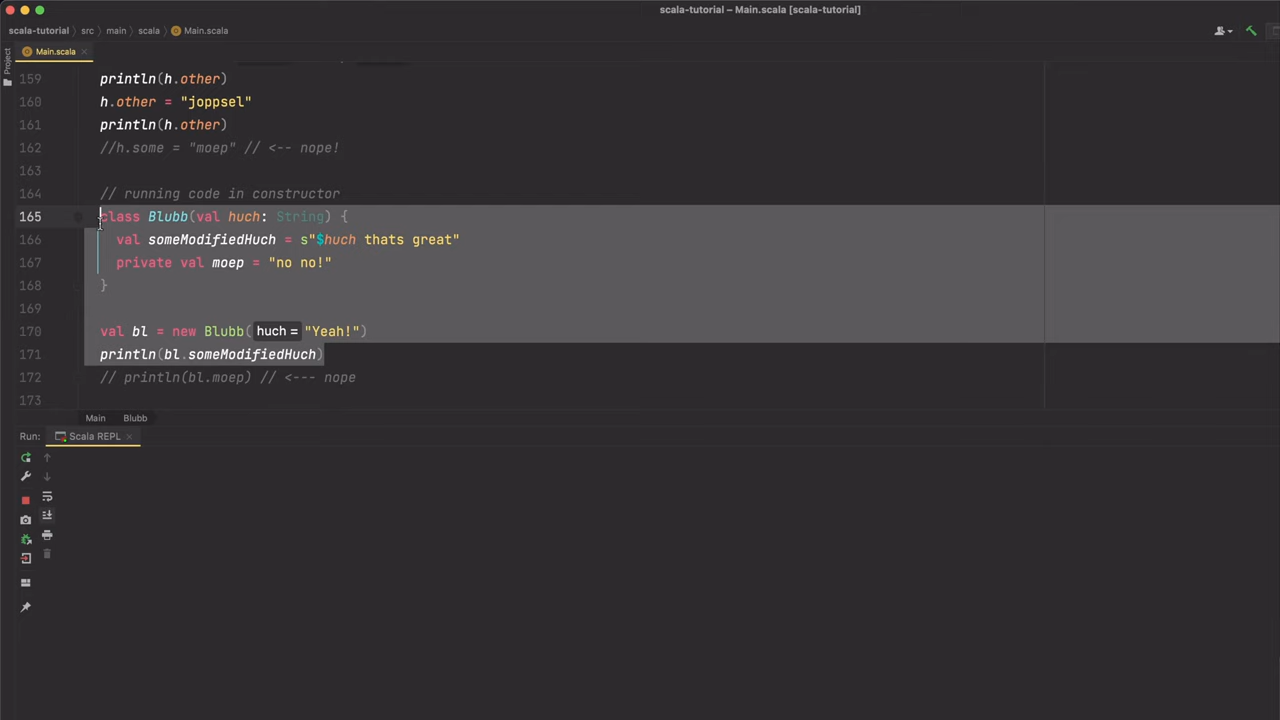 scala-tutorial – Main.scala [scala-tutorial]
scala-tutorial › src › main › scala › Main.scala
Main.scala ×
Project
159 println(h.other)
160 h.other = "joppsel"
161 println(h.other)
162 //h.some = "moep" // <-- nope!
163
164 // running code in constructor
165 class Blubb(val huch: String) {
166 val someModifiedHuch = s"$huch thats great"
167 private val moep = "no no!"
168 }
169
170 val bl = new Blubb( huch = "Yeah!")
171 println(bl.someModifiedHuch)
172 // println(bl.moep) // <--- nope
173
Main Blubb
Run: Scala REPL ×